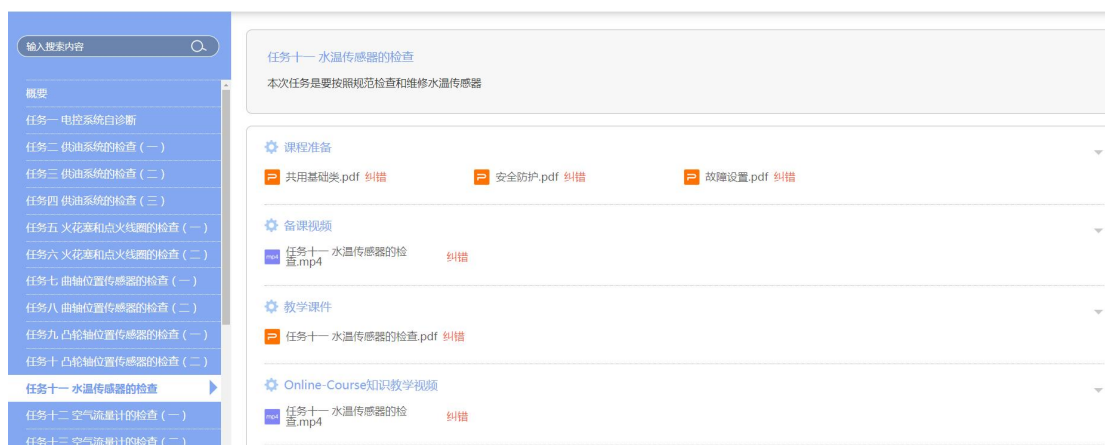 输入搜索内容
概要
任务一 电控系统自诊断
任务二 供油系统的检查（一）
任务三 供油系统的检查（二）
任务四 供油系统的检查（三）
任务五 火花塞和点火线圈的检查（一）
任务六 火花塞和点火线圈的检查（二）
任务七 曲轴位置传感器的检查（一）
任务八 曲轴位置传感器的检查（二）
任务九 凸轮轴位置传感器的检查（一）
任务十 凸轮轴位置传感器的检查（二）
任务十一 水温传感器的检查
任务十二 空气流量计的检查（一）
任务十三 空气流量计的检查（二）
任务十一 水温传感器的检查
本次任务是要按照规范检查和维修水温传感器
课程准备
共用基础类.pdf 纠错 安全防护.pdf 纠错 故障设置.pdf 纠错
备课视频
mp4 任务十一 水温传感器的检
查.mp4 纠错
教学课件
任务十一 水温传感器的检查.pdf 纠错
Online-Course知识教学视频
mp4 任务十一 水温传感器的检
查.mp4 纠错